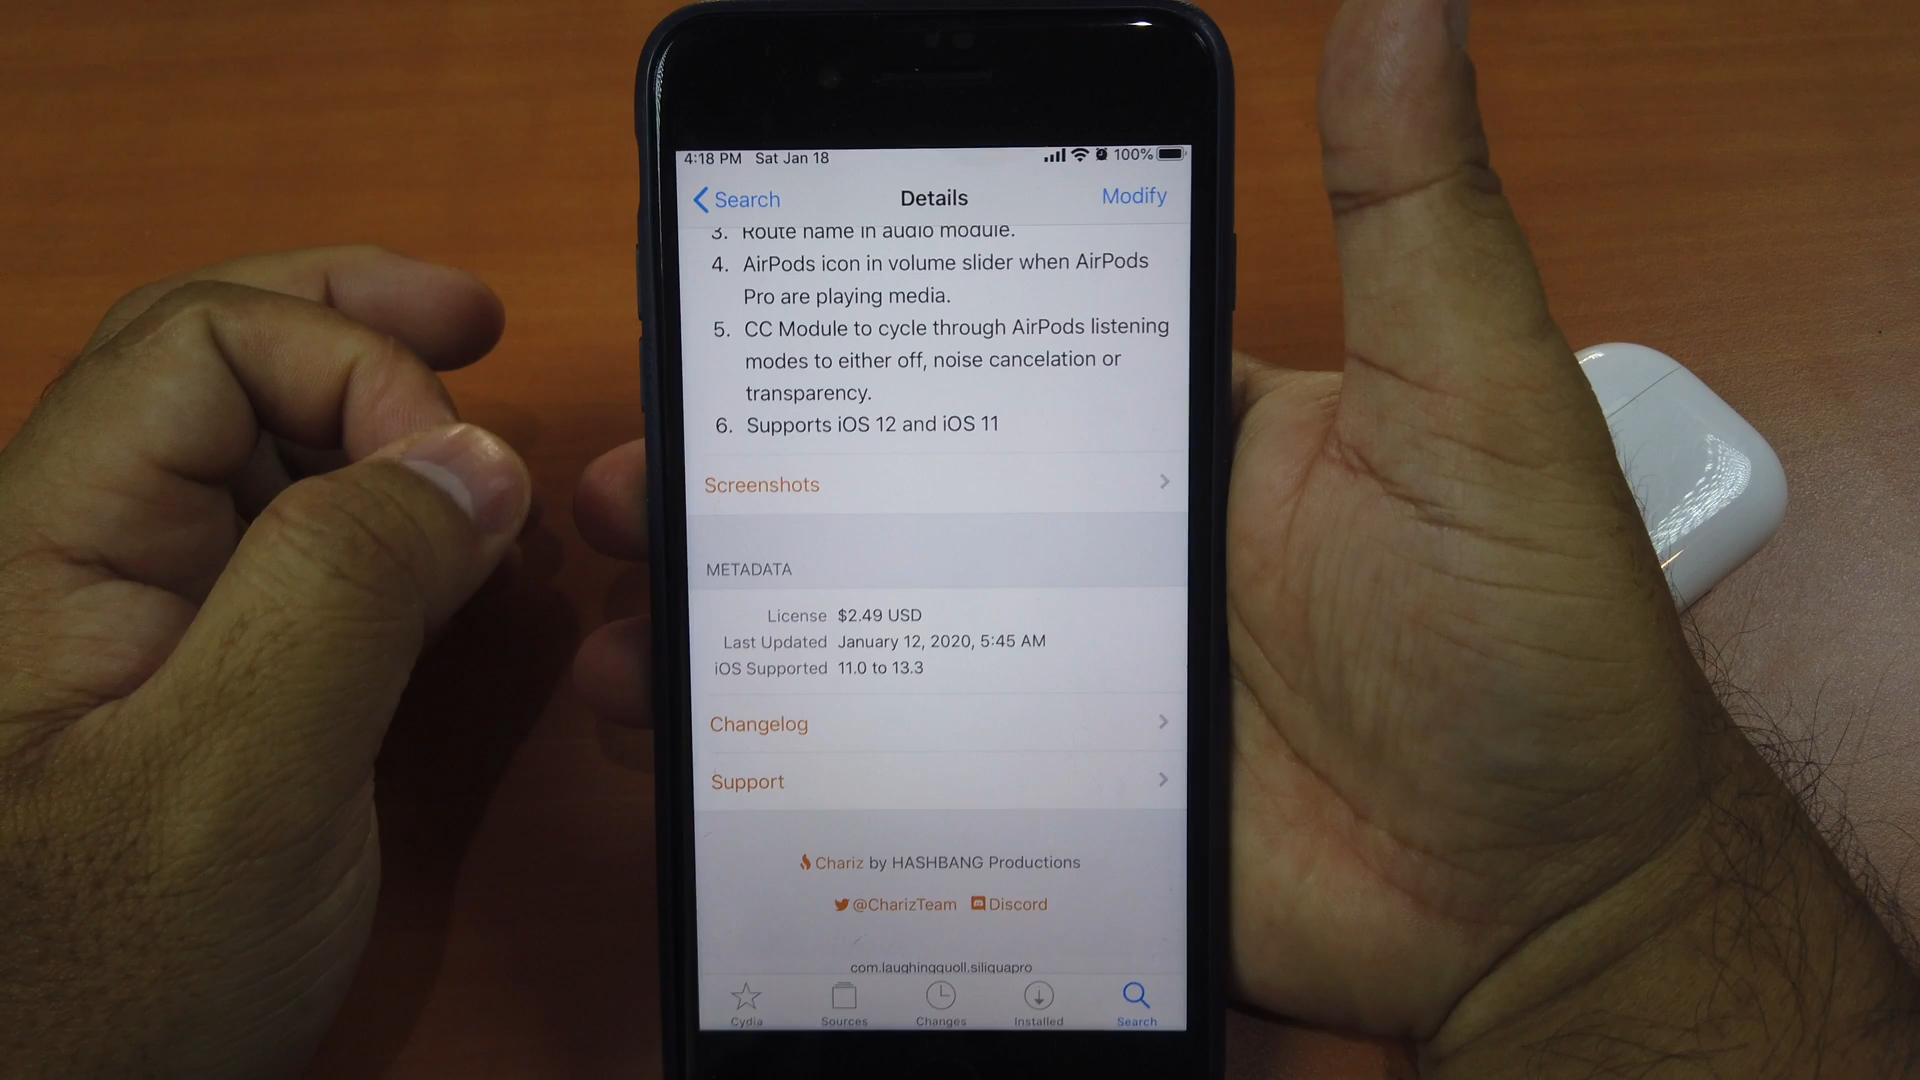 4:18 PM Sat Jan 18 100%
Search Details Modify
3. Route name in audio module.
4. AirPods icon in volume slider when AirPods
Pro are playing media.
5. CC Module to cycle through AirPods listening
modes to either off, noise cancelation or
transparency.
6. Supports iOS 12 and iOS 11
Screenshots
METADATA
License $2.49 USD
Last Updated January 12, 2020, 5:45 AM
iOS Supported 11.0 to 13.3
Changelog
Support
Chariz by HASHBANG Productions
@CharizTeam Discord
com.laughingquoll.siliquapro
Cydia Sources Changes Installed Search